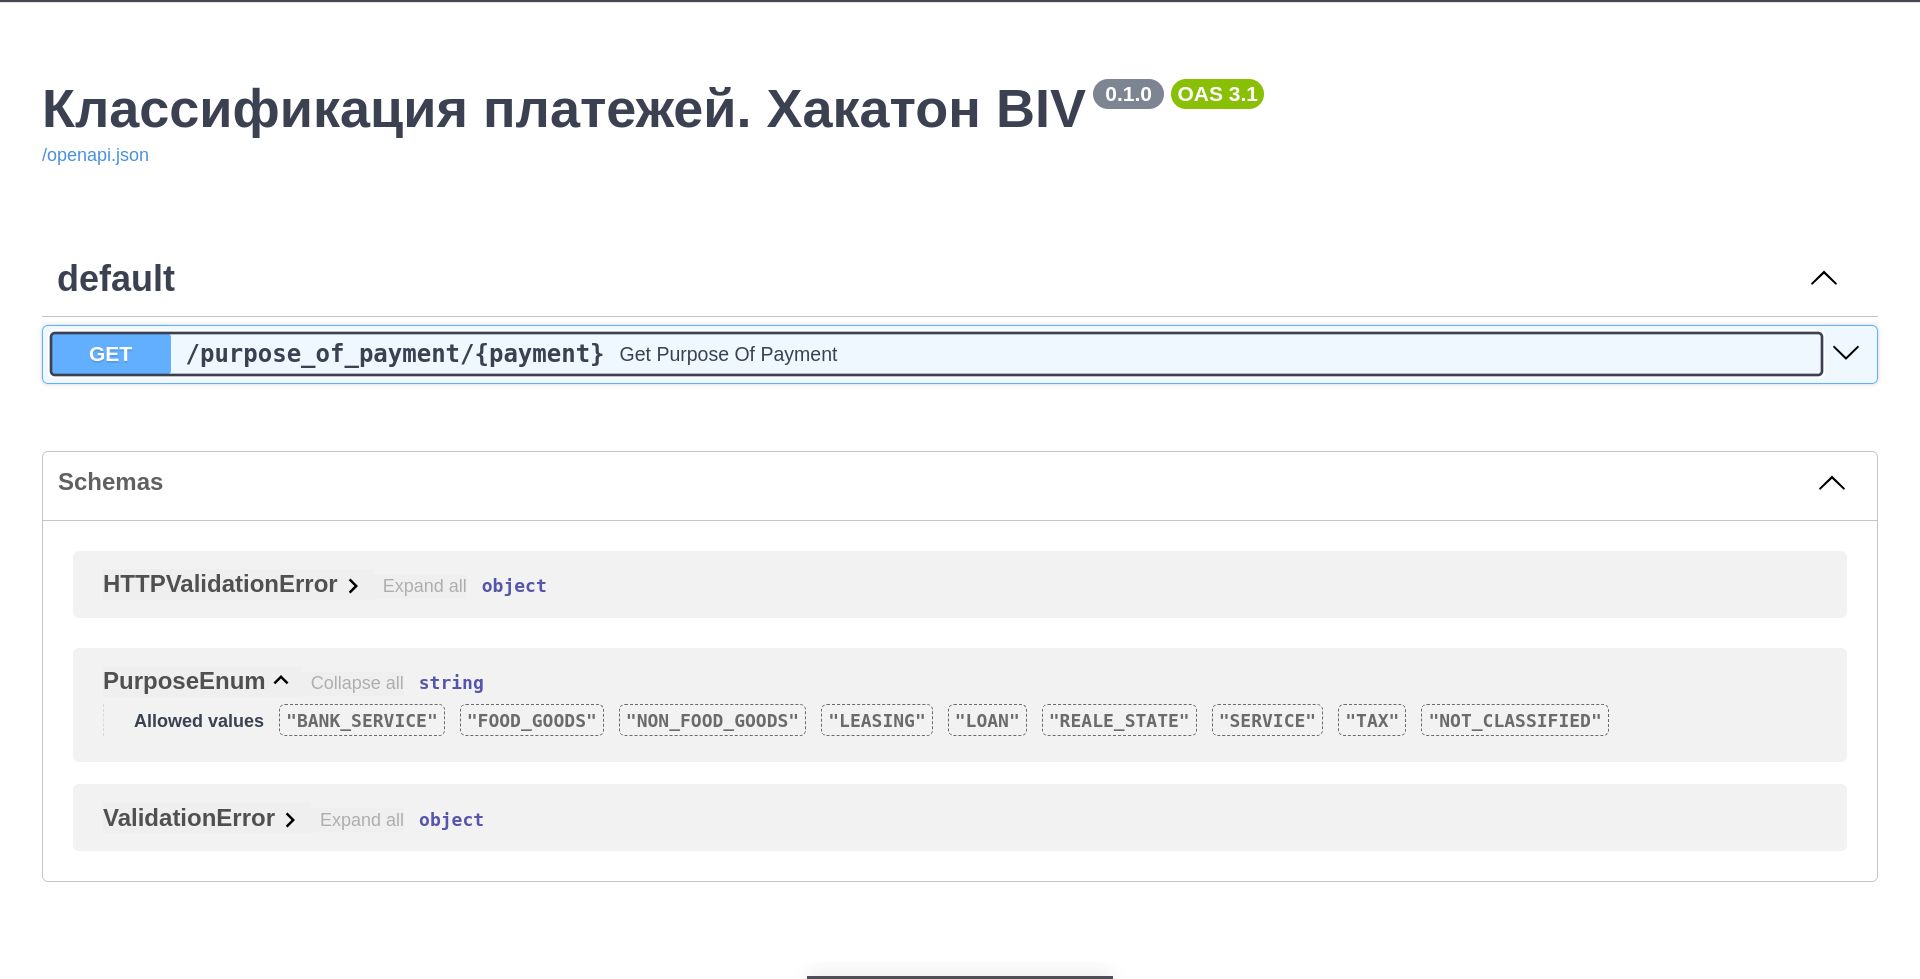 Классификация платежей. Хакатон BIV 0.1.0 OAS 3.1
/openapi.json
default
GET /purpose_of_payment/{payment} Get Purpose Of Payment
Schemas
HTTPValidationError Expand all object
PurposeEnum Collapse all string
Allowed values "BANK_SERVICE" "FOOD_GOODS" "NON_FOOD_GOODS" "LEASING" "LOAN" "REALE_STATE" "SERVICE" "TAX" "NOT_CLASSIFIED"
ValidationError Expand all object